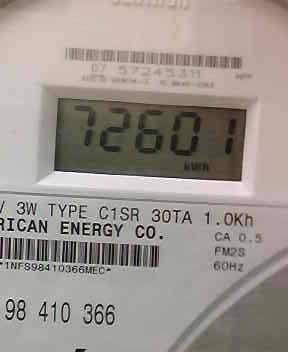 07 57245311
72601
kWh
V 3W TYPE C1SR 30TA 1.0Kh
RICAN ENERGY CO.
CA 0.5
*1NFS98410366MEC*
FM2S
60Hz
98 410 366